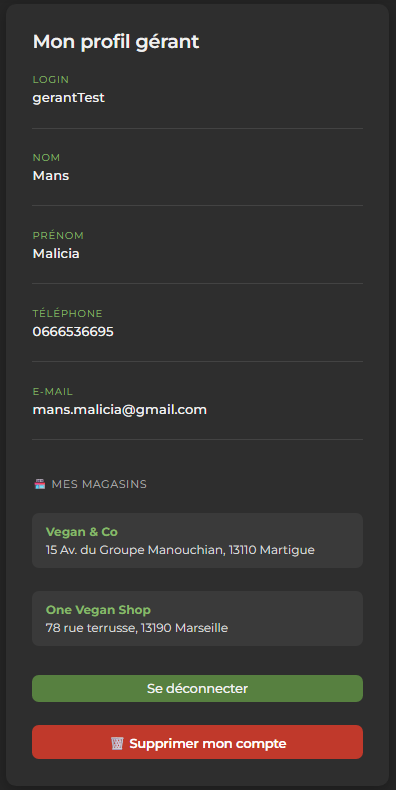 Mon profil gérant
LOGIN
gerantTest
NOM
Mans
PRÉNOM
Malicia
TÉLÉPHONE
0666536695
E-MAIL
mans.malicia@gmail.com
MES MAGASINS
Vegan & Co
15 Av. du Groupe Manouchian, 13110 Martigue
One Vegan Shop
78 rue terrusse, 13190 Marseille
Se déconnecter
Supprimer mon compte